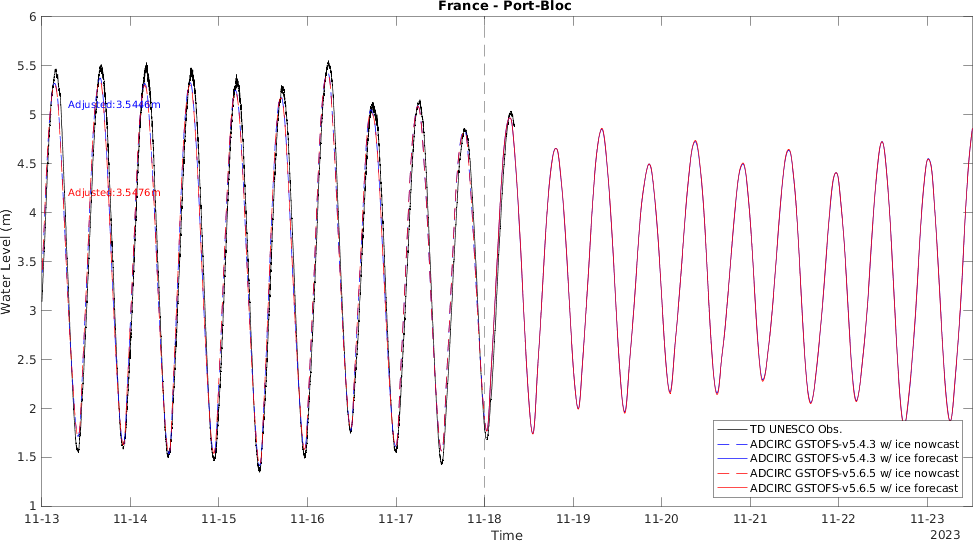 France - Port-Bloc
6
5.5
5
4.5
4
3.5
3
2.5
2
1.5
1
Water Level (m)
Adjusted:3.5446m
Adjusted:3.5476m
TD UNESCO Obs.
ADCIRC GSTOFS-v5.4.3 w/ ice nowcast
ADCIRC GSTOFS-v5.4.3 w/ ice forecast
ADCIRC GSTOFS-v5.6.5 w/ ice nowcast
ADCIRC GSTOFS-v5.6.5 w/ ice forecast
11-13 11-14 11-15 11-16 11-17 11-18 11-19 11-20 11-21 11-22 11-23
Time
2023